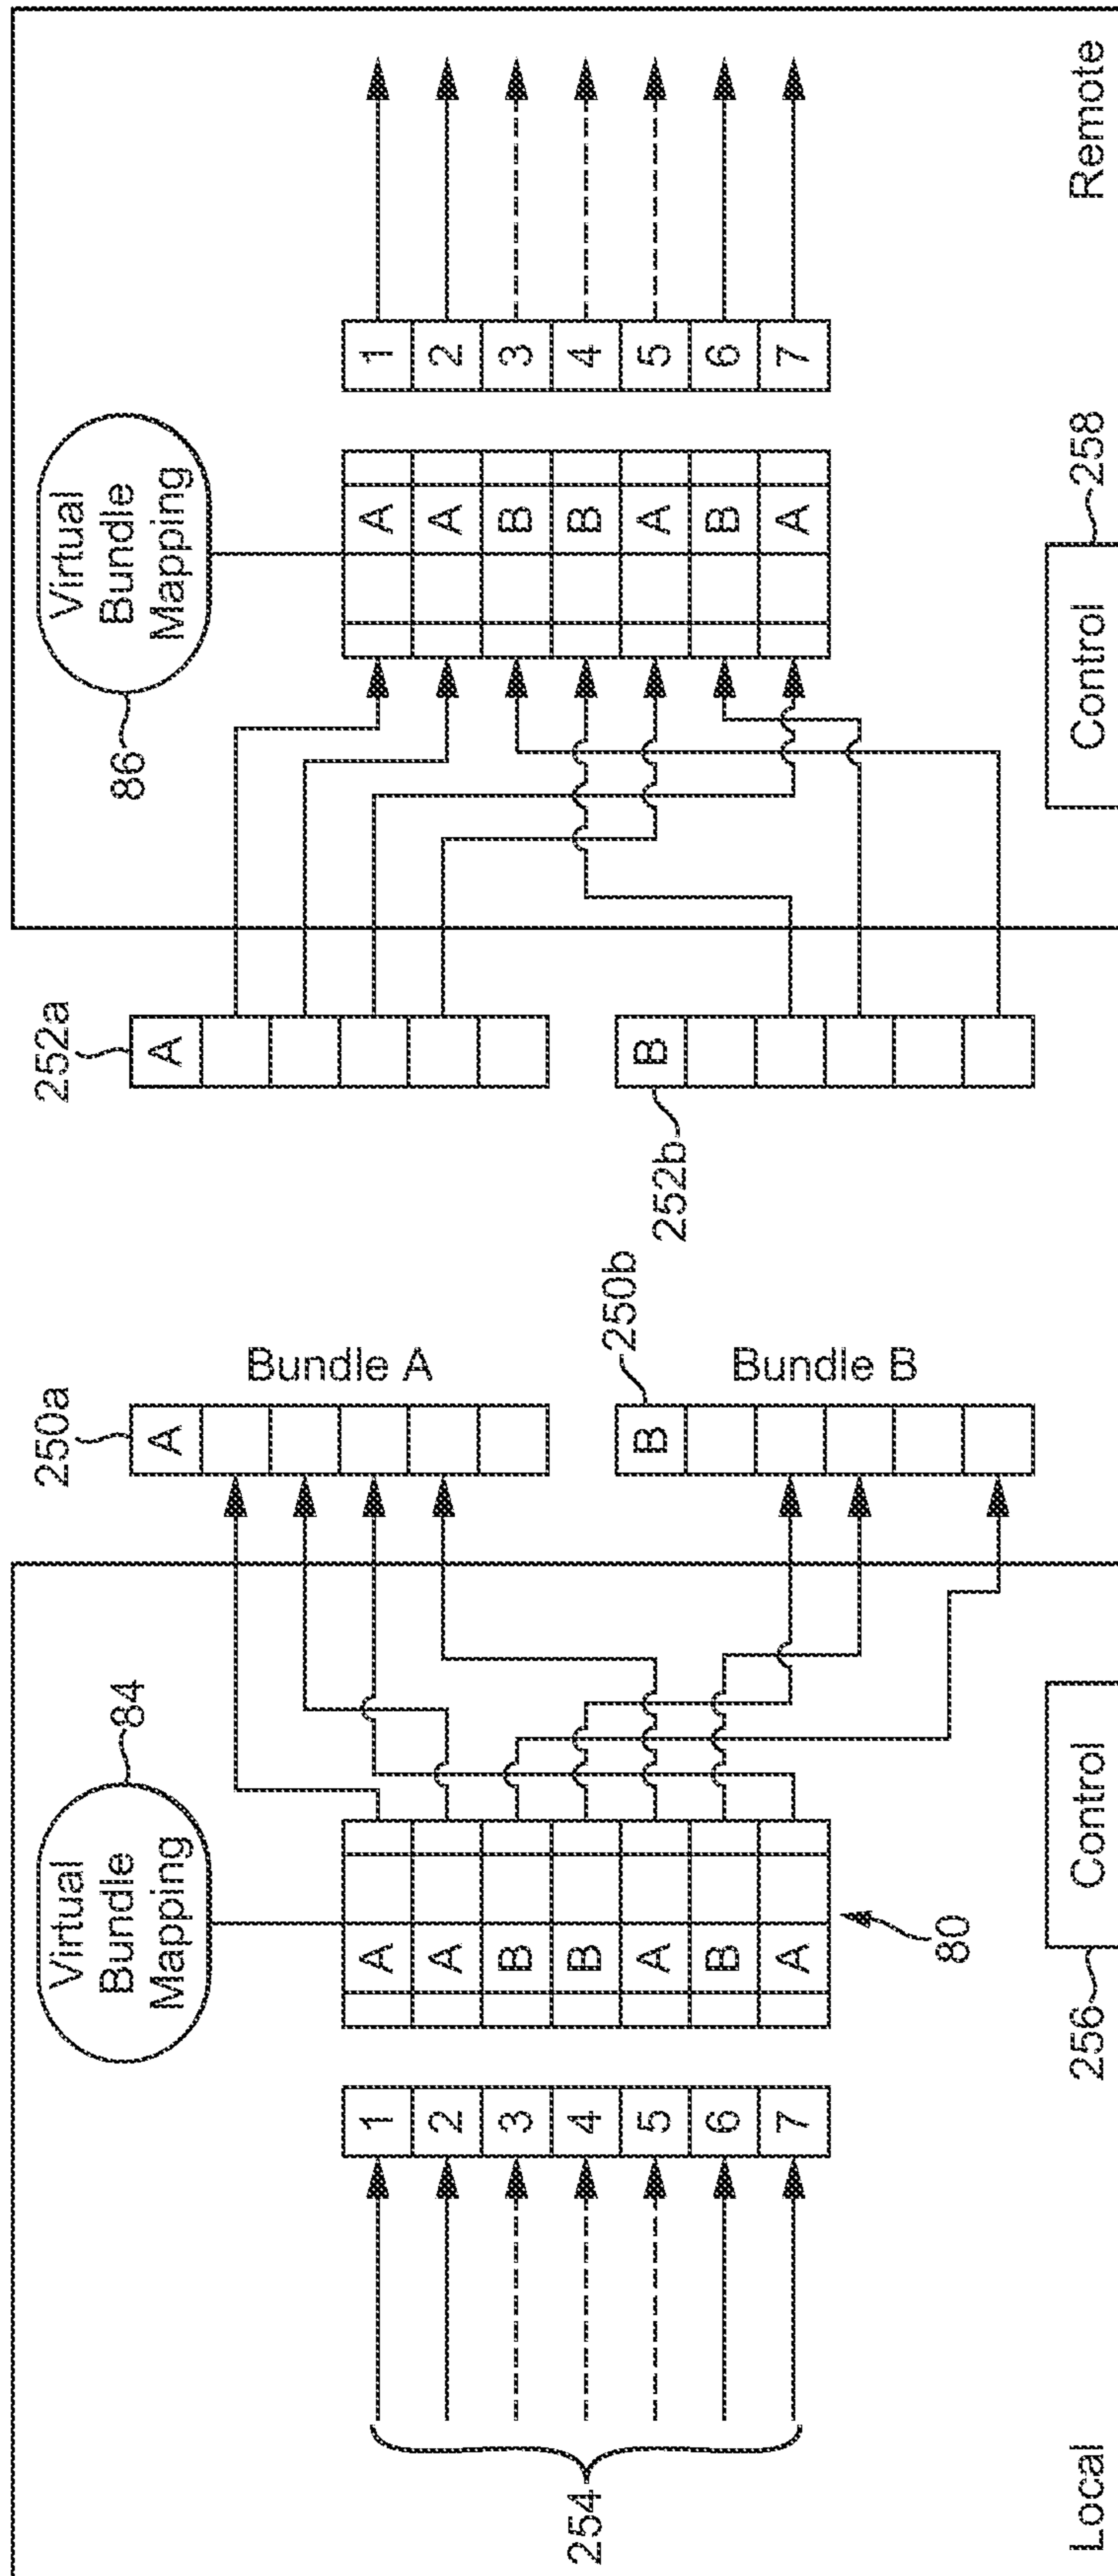 Local
254
1
2
3
4
5
6
7
Virtual
Bundle
Mapping
84
A
A
B
B
A
B
A
80
256
Control
250a
A
Bundle A
250b
B
Bundle B
252a
A
252b
B
Virtual
Bundle
Mapping
86
A
A
B
B
A
B
A
1
2
3
4
5
6
7
Control
258
Remote